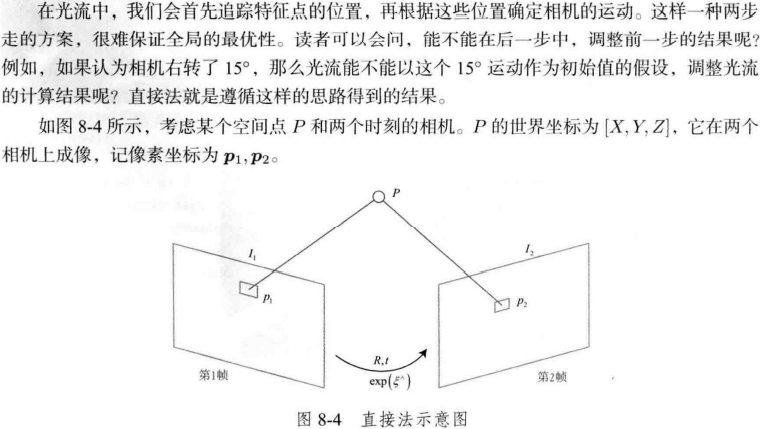 在光流中，我们会首先追踪特征点的位置，再根据这些位置确定相机的运动。这样一种两步
走的方案，很难保证全局的最优性。读者可以会问，能不能在后一步中，调整前一步的结果呢？
例如，如果认为相机右转了 15°，那么光流能不能以这个 15° 运动作为初始值的假设，调整光流
的计算结果呢？直接法就是遵循这样的思路得到的结果。
如图 8-4 所示，考虑某个空间点 P 和两个时刻的相机。P 的世界坐标为 [X, Y, Z]，它在两个
相机上成像，记像素坐标为 p₁, p₂。
P
I₁
I₂
p₁
p₂
R,t
exp(ξ^)
第1帧
第2帧
图 8-4 直接法示意图